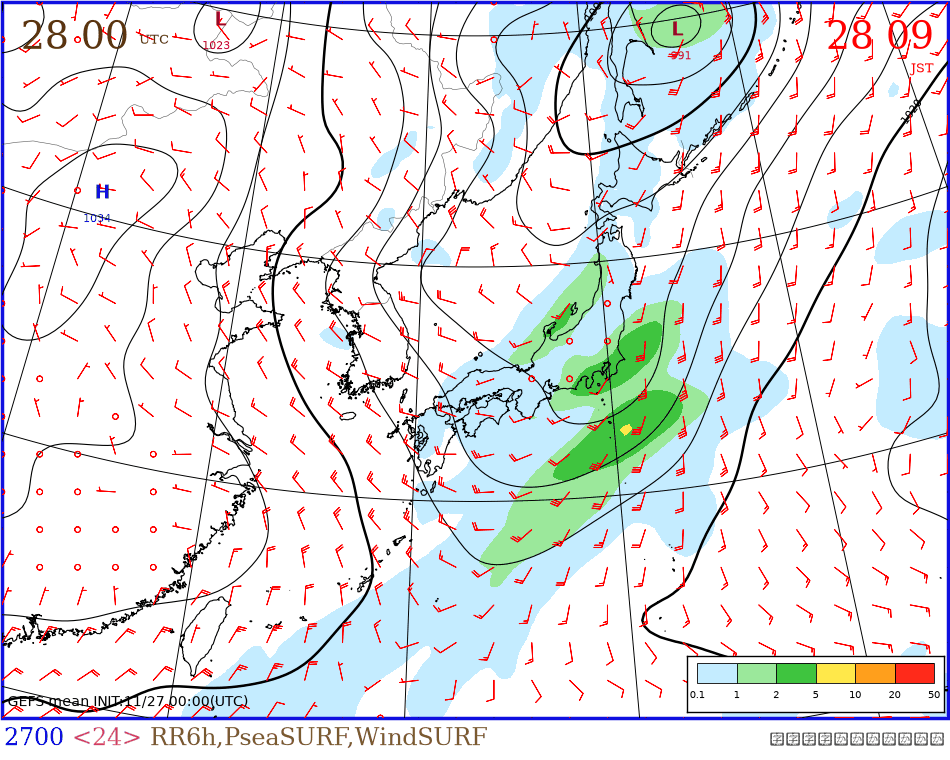 28 00 UTC
28 09 JST
L
1023
L
991
H
1034
GEFS mean INIT:11/27 00:00(UTC)
0.1 1 2 5 10 20 50
2700 <24> RR6h,PseaSURF,WindSURF